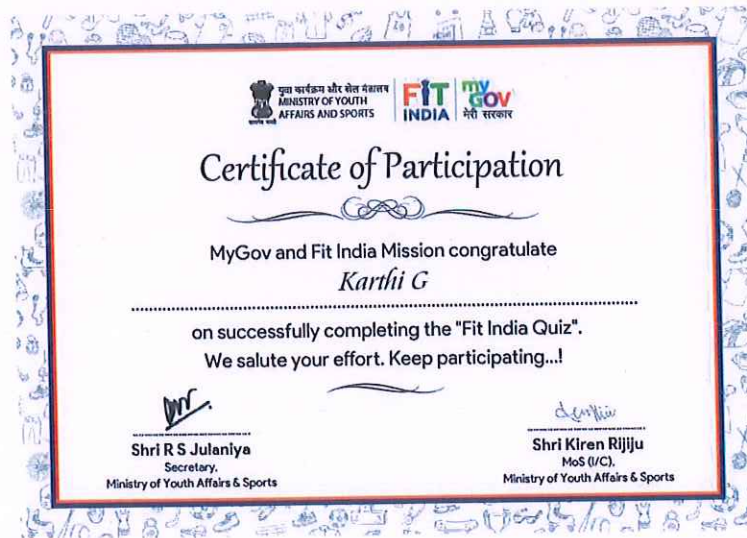 युवा कार्यक्रम और खेल मंत्रालय
MINISTRY OF YOUTH
AFFAIRS AND SPORTS
FIT
INDIA
my
GOV
मेरी सरकार
Certificate of Participation
MyGov and Fit India Mission congratulate
Karthi G
on successfully completing the "Fit India Quiz".
We salute your effort. Keep participating...!
Shri R S Julaniya
Secretary,
Ministry of Youth Affairs & Sports
Shri Kiren Rijiju
MoS (I/C),
Ministry of Youth Affairs & Sports